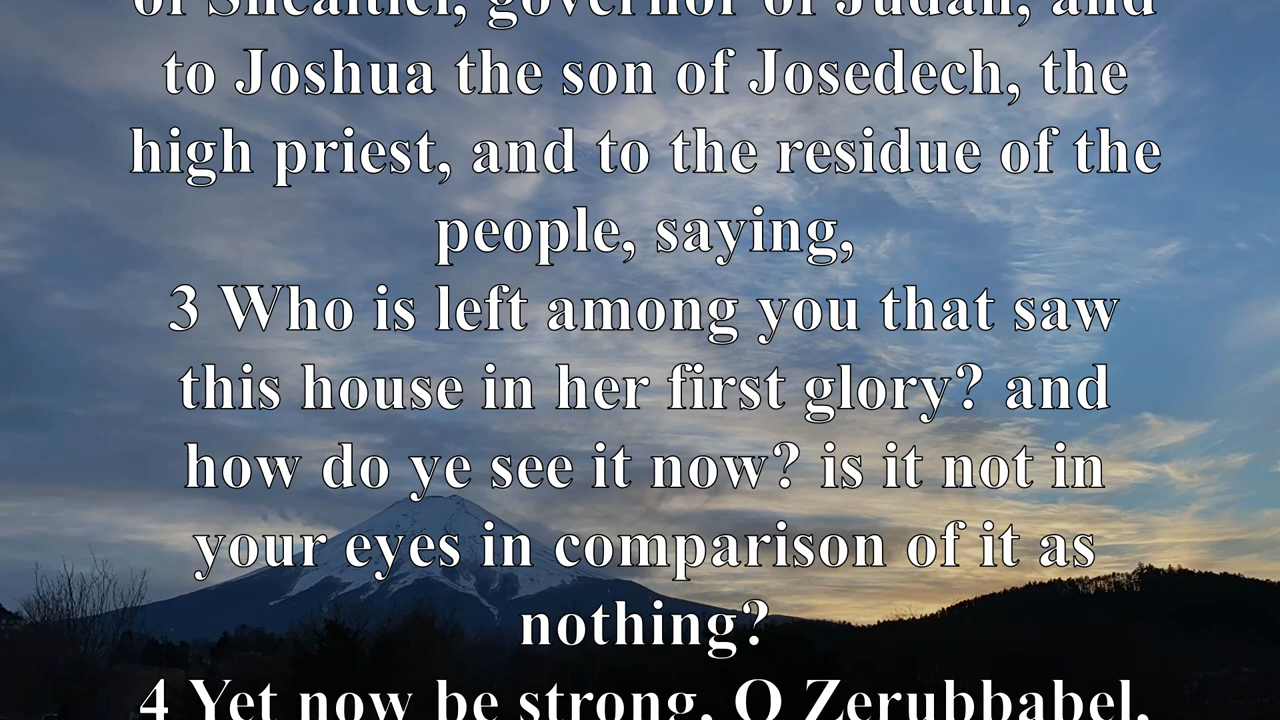 of Shealtiel, governor of Judah, and
to Joshua the son of Josedech, the
high priest, and to the residue of the
people, saying,
3 Who is left among you that saw
this house in her first glory? and
how do ye see it now? is it not in
your eyes in comparison of it as
nothing?
4 Yet now be strong, O Zerubbabel,